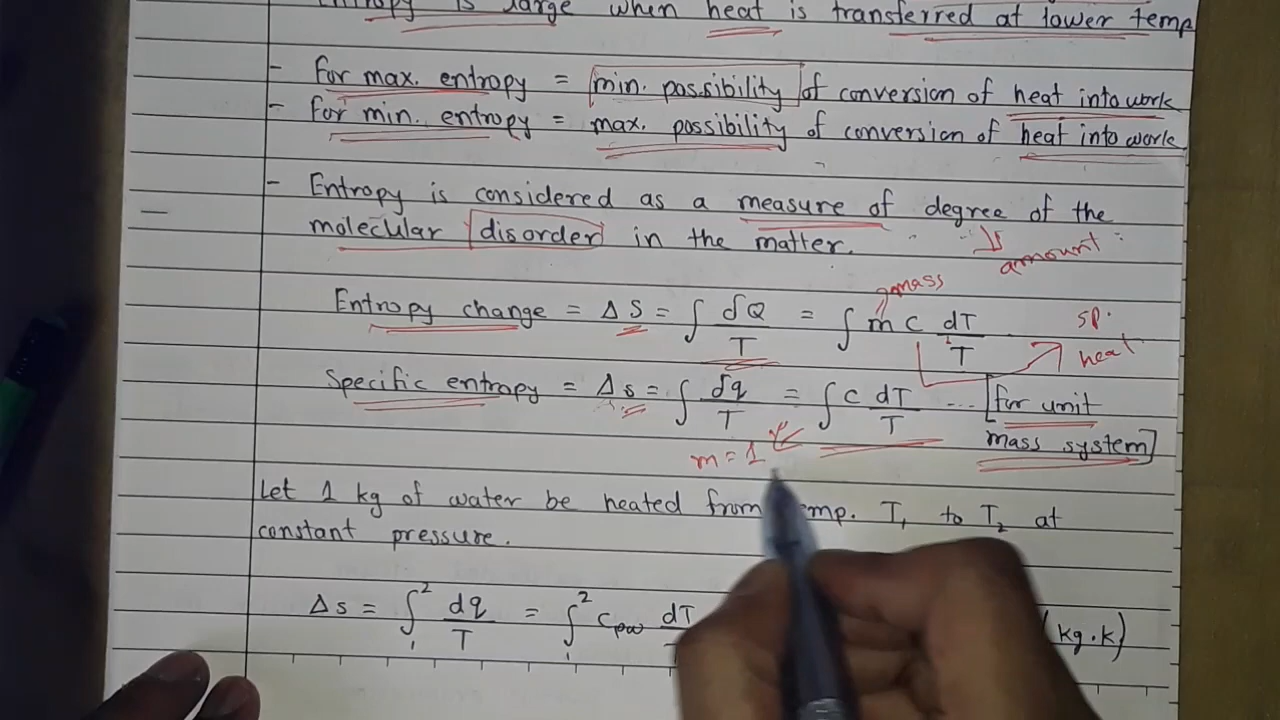 Entropy is large when heat is transferred at lower temp
- For max. entropy = min. possibility of conversion of heat into work
- For min. entropy = max. possibility of conversion of heat into work
- Entropy is considered as a measure of degree of the
molecular disorder in the matter.
ammount
mass
Entropy change = ΔS = ∫ δQ/T = ∫ m c dT/T
sp.
heat
Specific entropy = Δs = ∫ δq/T = ∫ c dT/T ... [for unit
mass system]
m = 1
Let 1 kg of water be heated from temp. T₁ to T₂ at
constant pressure.
Δs = ∫₁² dq/T = ∫₁² cpw dT (kg.k)